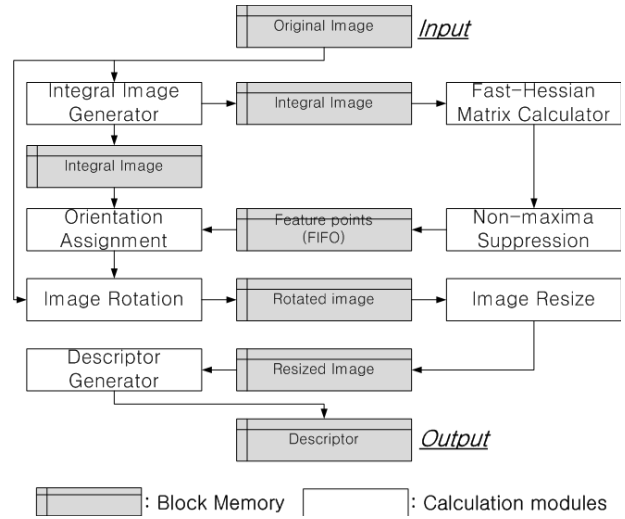 Original Image
Input
Integral Image
Generator
Integral Image
Fast-Hessian
Matrix Calculator
Integral Image
Orientation
Assignment
Feature points
(FIFO)
Non-maxima
Suppression
Image Rotation
Rotated image
Image Resize
Descriptor
Generator
Resized Image
Descriptor
Output
: Block Memory
: Calculation modules